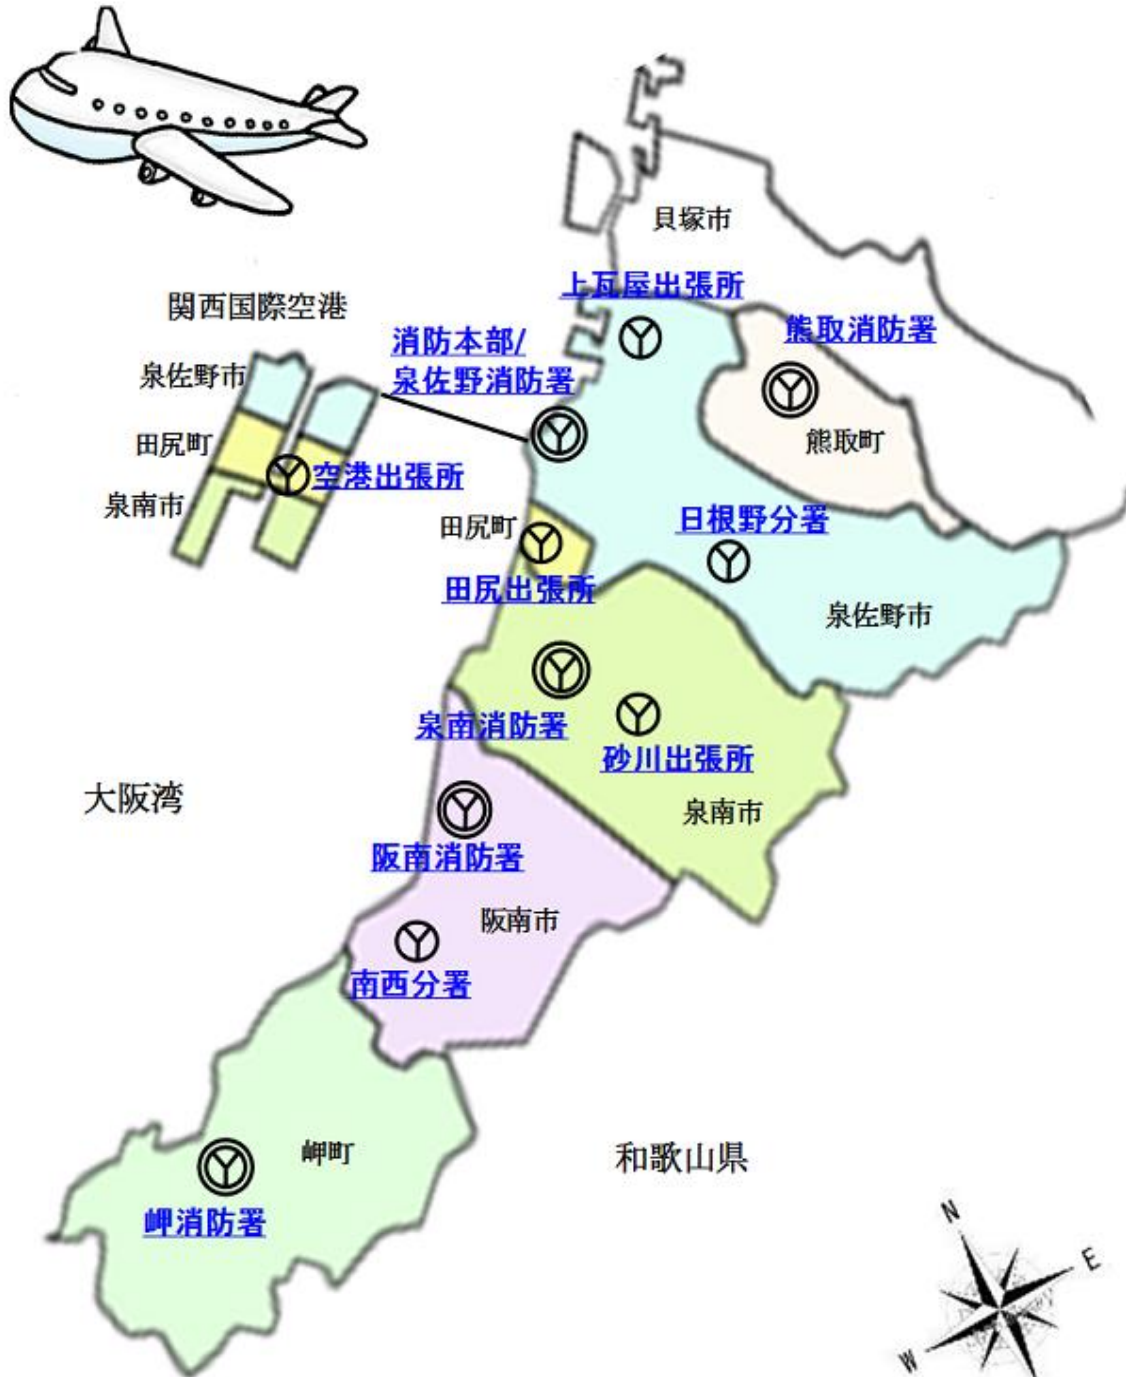 貝塚市
上瓦屋出張所
関西国際空港
熊取消防署
消防本部/
泉佐野消防署
泉佐野市
田尻町
熊取町
空港出張所
泉南市
田尻町
日根野分署
田尻出張所
泉佐野市
泉南消防署
砂川出張所
大阪湾
泉南市
阪南消防署
阪南市
南西分署
岬町
和歌山県
岬消防署
N
E
W